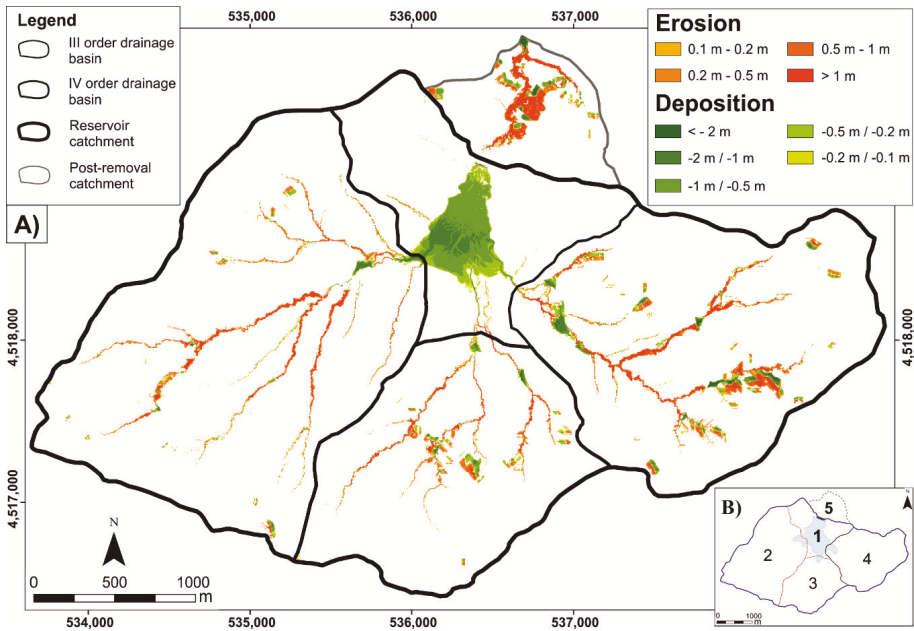 535,000
536,000
537,000
Legend
III order drainage
basin
IV order drainage
basin
Reservoir
catchment
Post-removal
catchment
A)
Erosion
0.1 m - 0.2 m
0.5 m - 1 m
0.2 m - 0.5 m
> 1 m
Deposition
< - 2 m
-0.5 m / -0.2 m
-2 m / -1 m
-0.2 m / -0.1 m
-1 m / -0.5 m
4,518,000
4,518,000
4,517,000
4,517,000
N
0 500 1000
m
B)
N
5
1
2
4
3
0 1000
m
534,000
535,000
536,000
537,000